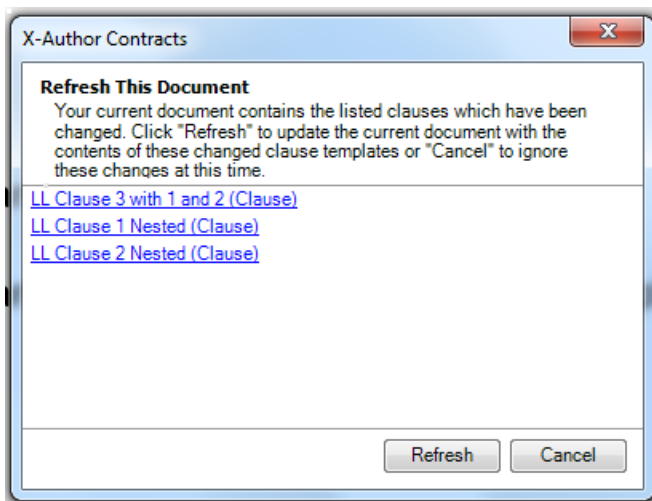 X-Author Contracts
Refresh This Document
Your current document contains the listed clauses which have been
changed. Click "Refresh" to update the current document with the
contents of these changed clause templates or "Cancel" to ignore
these changes at this time.
LL Clause 3 with 1 and 2 (Clause)
LL Clause 1 Nested (Clause)
LL Clause 2 Nested (Clause)
Refresh Cancel